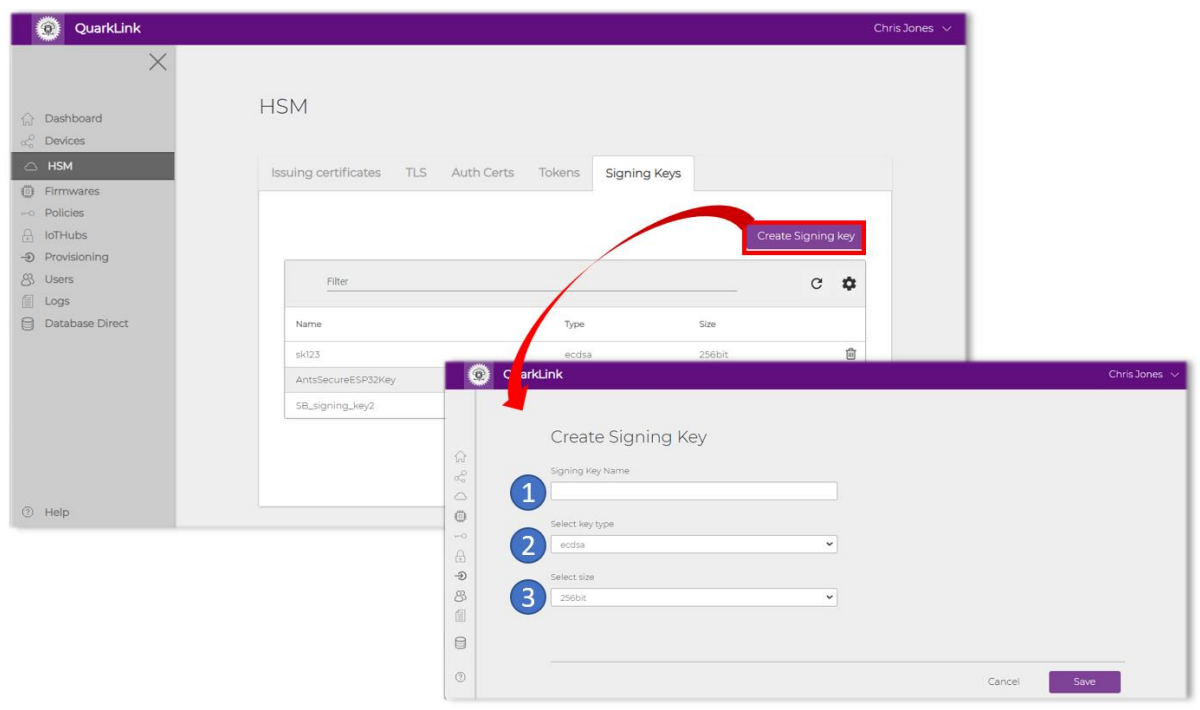 QuarkLink
Chris Jones
Dashboard
Devices
HSM
Firmwares
Policies
IoTHubs
Provisioning
Users
Logs
Database Direct
Help
HSM
Issuing certificates TLS Auth Certs Tokens Signing Keys
Create Signing key
Filter
Name Type Size
sk123 ecdsa 256bit
AntsSecureESP32Key
SB_signing_key2
QuarkLink
Chris Jones
Create Signing Key
Signing Key Name
1
Select key type
2 ecdsa
Select size
3 256bit
Cancel Save